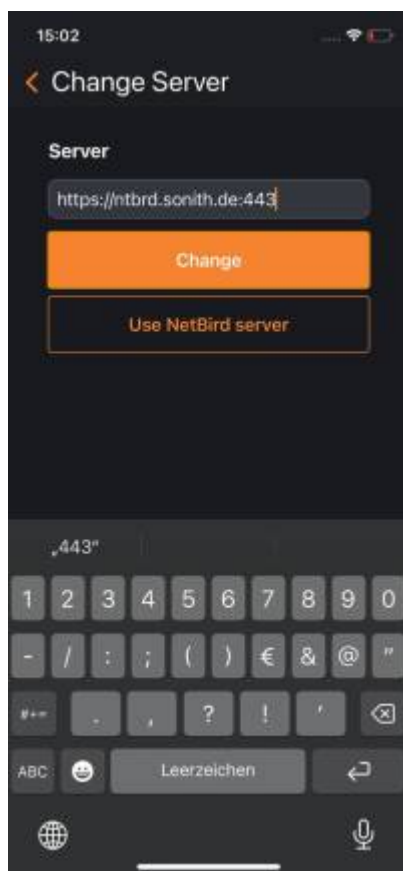 15:02
Change Server
Server
https://ntbrd.sonith.de:443
Change
Use NetBird server
„443“
1 2 3 4 5 6 7 8 9 0
- / : ; ( ) € & @ "
#+= . , ? ! '
ABC Leerzeichen